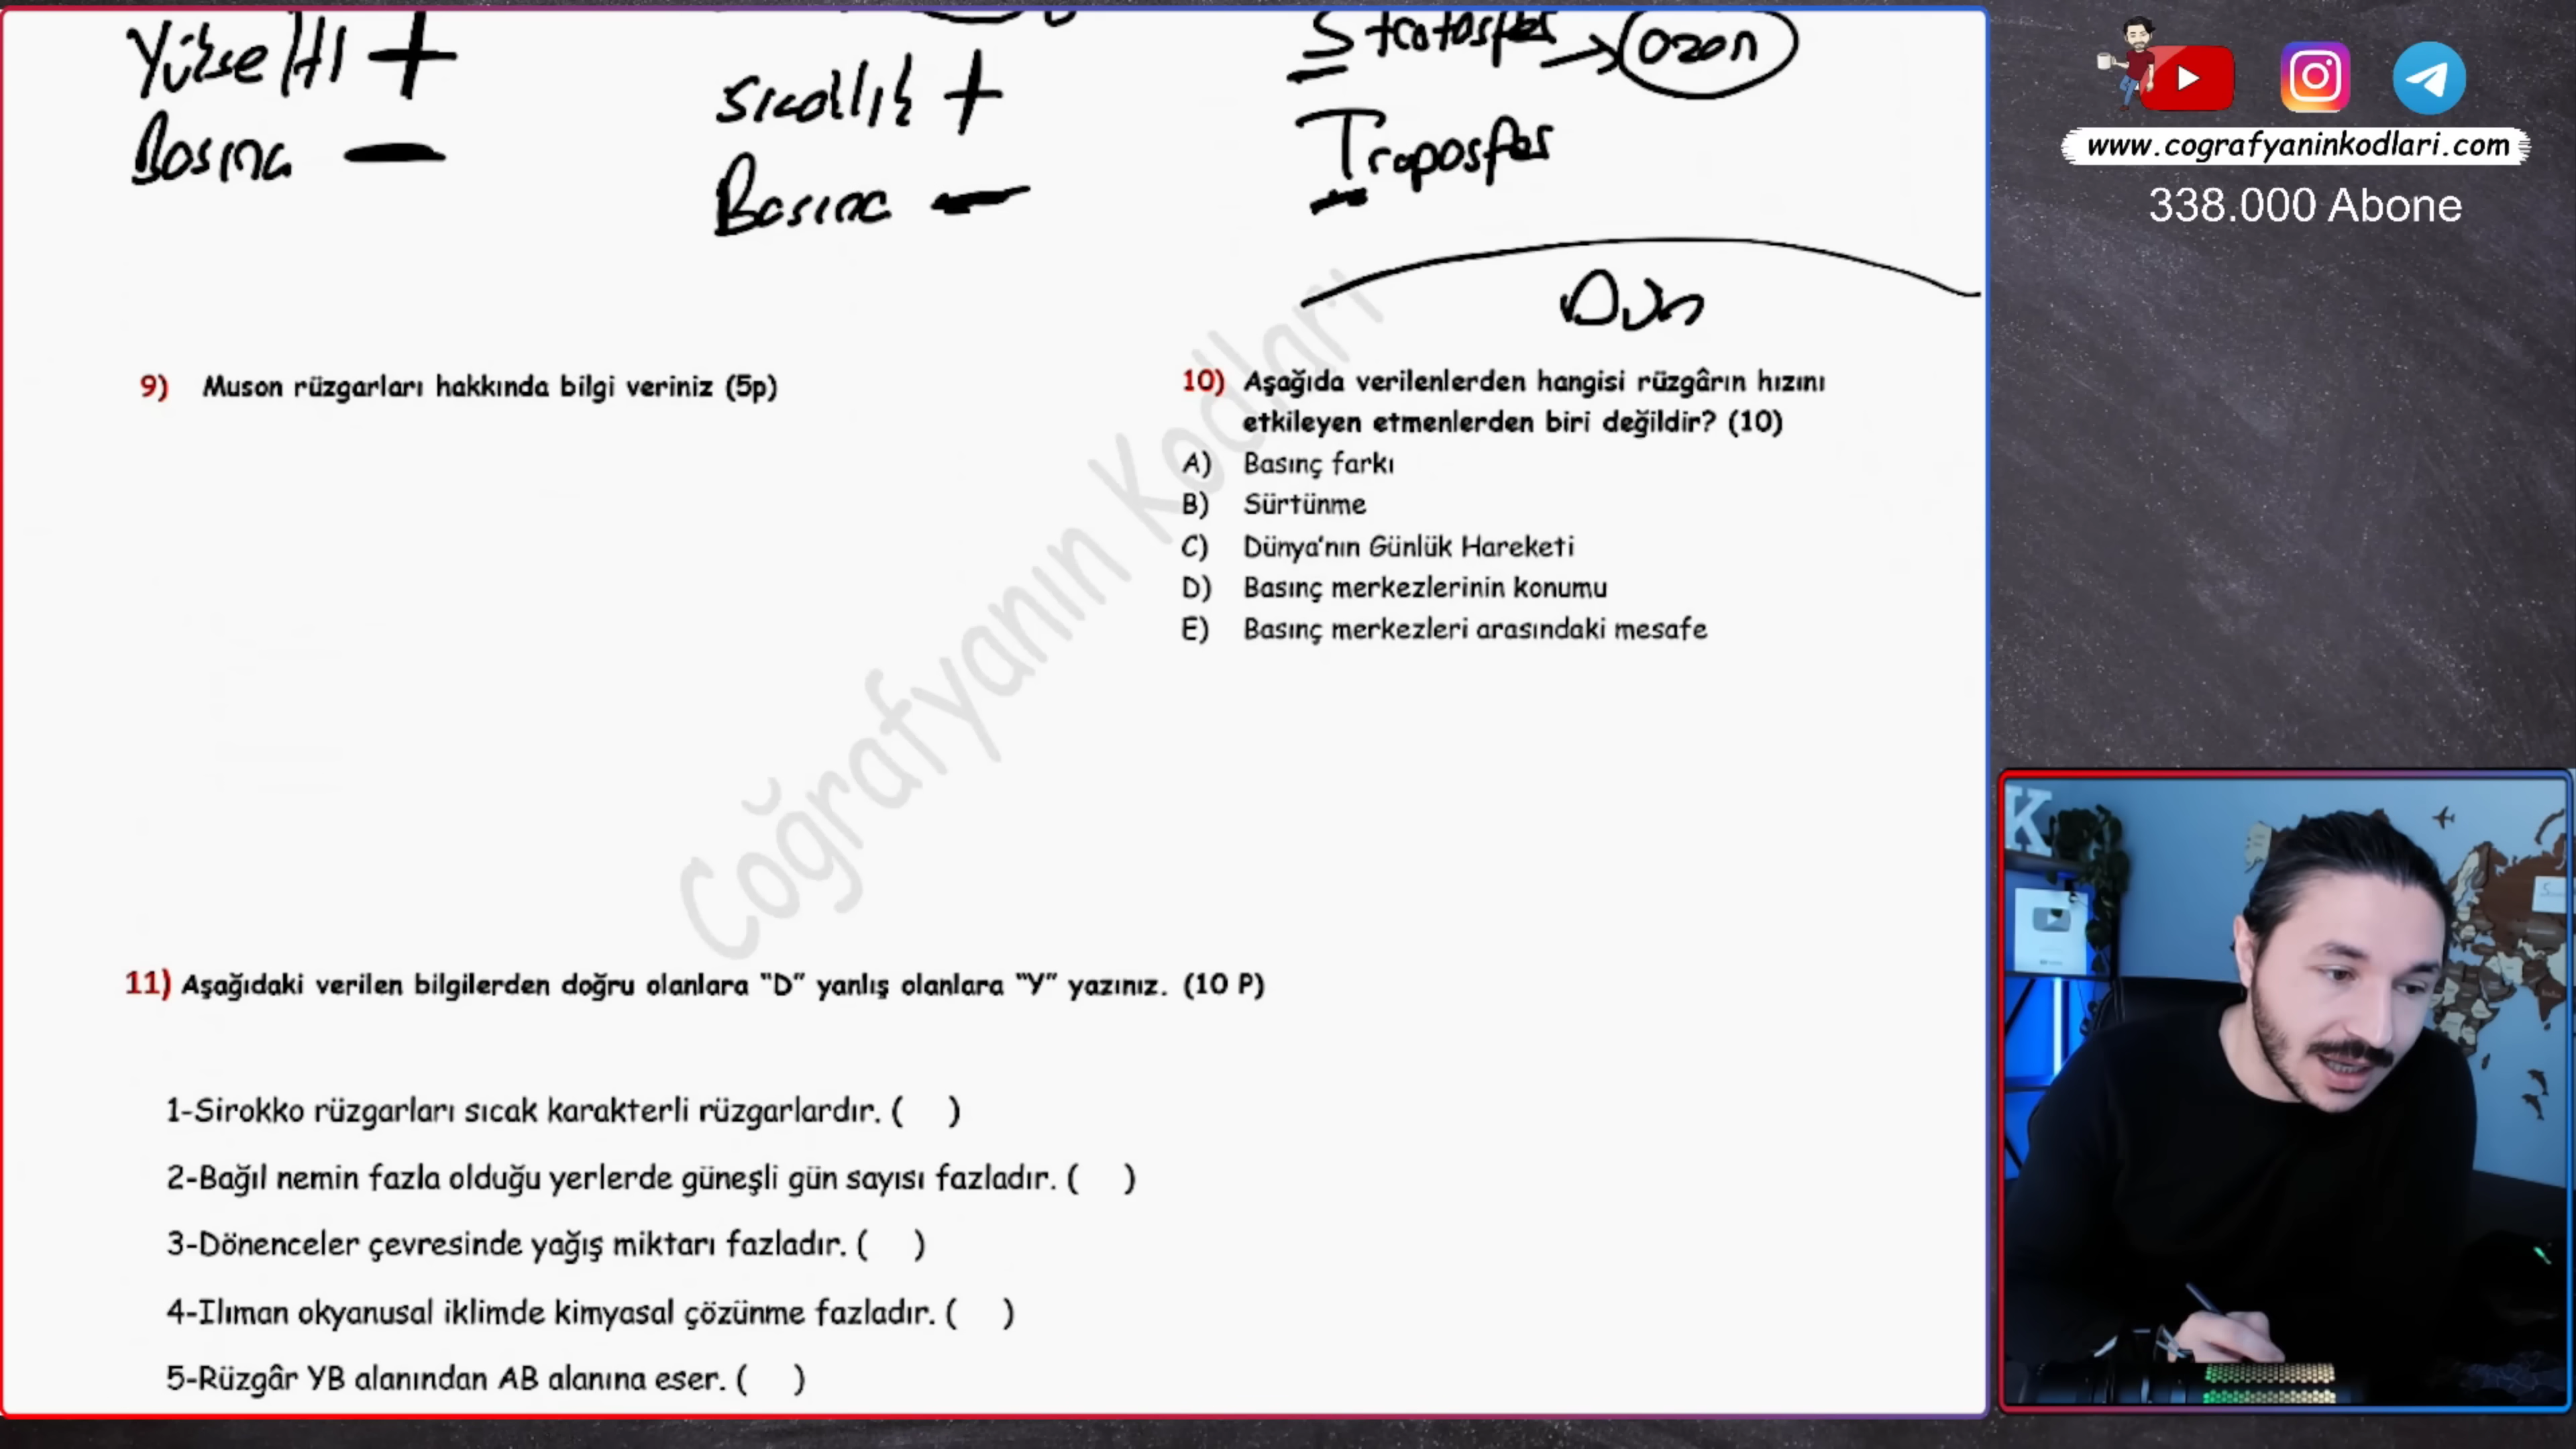 Yükselti +
Basınç —
Sıcaklık +
Basınç —
Stratosfer → Ozon
Troposfer
Dün
9) Muson rüzgarları hakkında bilgi veriniz (5p)
10) Aşağıda verilenlerden hangisi rüzgârın hızını
etkileyen etmenlerden biri değildir? (10)
A) Basınç farkı
B) Sürtünme
C) Dünya'nın Günlük Hareketi
D) Basınç merkezlerinin konumu
E) Basınç merkezleri arasındaki mesafe
Coğrafyanın Kodları
11) Aşağıdaki verilen bilgilerden doğru olanlara "D" yanlış olanlara "Y" yazınız. (10 P)
1-Sirokko rüzgarları sıcak karakterli rüzgarlardır. ( )
2-Bağıl nemin fazla olduğu yerlerde güneşli gün sayısı fazladır. ( )
3-Dönenceler çevresinde yağış miktarı fazladır. ( )
4-Ilıman okyanusal iklimde kimyasal çözünme fazladır. ( )
5-Rüzgâr YB alanından AB alanına eser. ( )
www.cografyaninkodlari.com
338.000 Abone
K